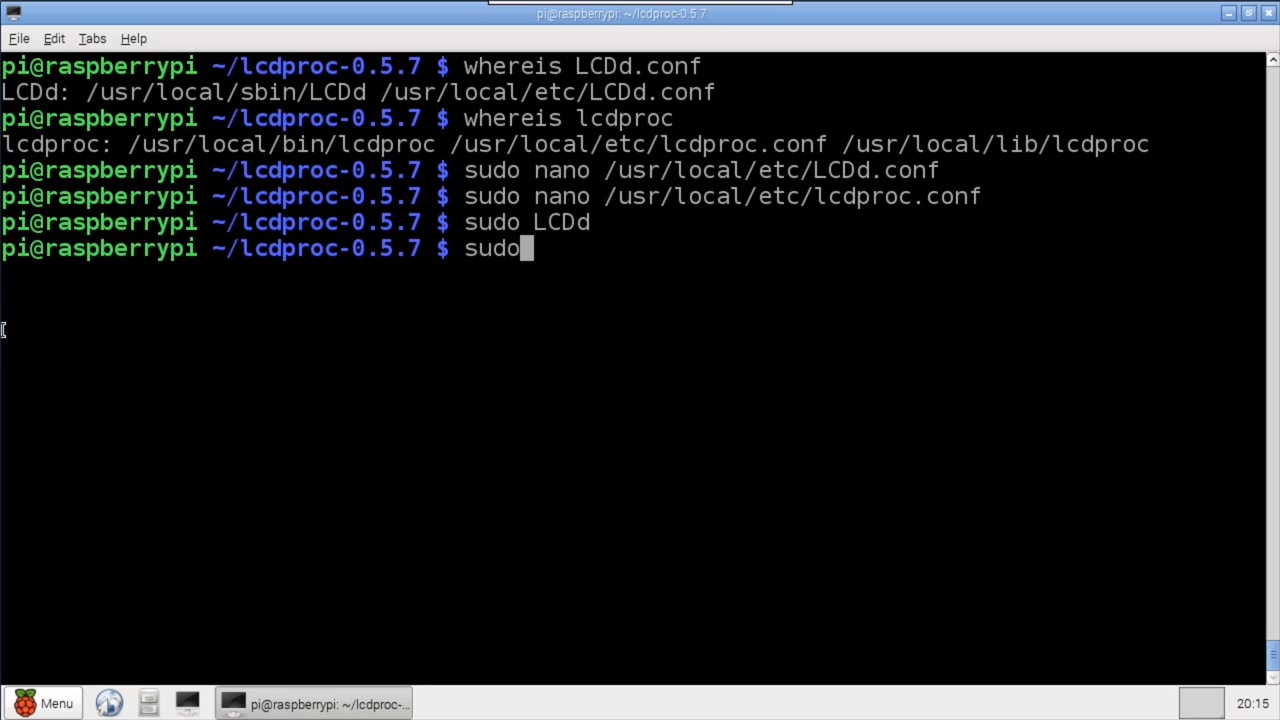 pi@raspberrypi: ~/lcdproc-0.5.7
File Edit Tabs Help
pi@raspberrypi ~/lcdproc-0.5.7 $ whereis LCDd.conf
LCDd: /usr/local/sbin/LCDd /usr/local/etc/LCDd.conf
pi@raspberrypi ~/lcdproc-0.5.7 $ whereis lcdproc
lcdproc: /usr/local/bin/lcdproc /usr/local/etc/lcdproc.conf /usr/local/lib/lcdproc
pi@raspberrypi ~/lcdproc-0.5.7 $ sudo nano /usr/local/etc/LCDd.conf
pi@raspberrypi ~/lcdproc-0.5.7 $ sudo nano /usr/local/etc/lcdproc.conf
pi@raspberrypi ~/lcdproc-0.5.7 $ sudo LCDd
pi@raspberrypi ~/lcdproc-0.5.7 $ sudo
Menu pi@raspberrypi: ~/lcdproc-... 20:15